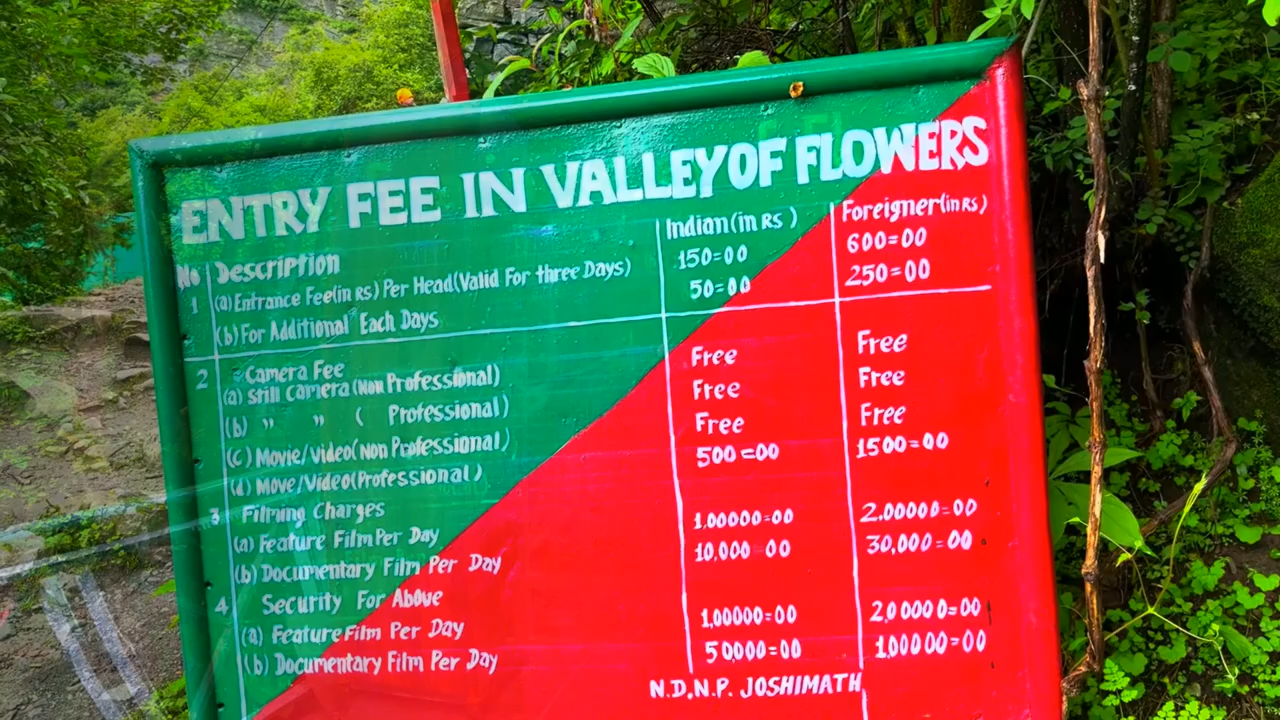 ENTRY FEE IN VALLEY OF FLOWERS
No Description Indian (in Rs) Foreigner (in Rs)
1 (a) Entrance Fee (in Rs) Per Head (Valid For three Days) 150=00 600=00
(b) For Additional Each Days 50=00 250=00
2 Camera Fee
(a) Still Camera (Non Professional) Free Free
(b) " " ( Professional) Free Free
(c) Movie/Video (Non Professional) Free Free
(d) Move/Video (Professional) 500=00 1500=00
3 Filming Charges
(a) Feature Film Per Day 1,00000=00 2.00000=00
(b) Documentary Film Per Day 10,000=00 30,000=00
4 Security For Above
(a) Feature Film Per Day 1,00000=00 2,00000=00
(b) Documentary Film Per Day 50,000=00 1,00000=00
N.D.N.P. JOSHIMATH